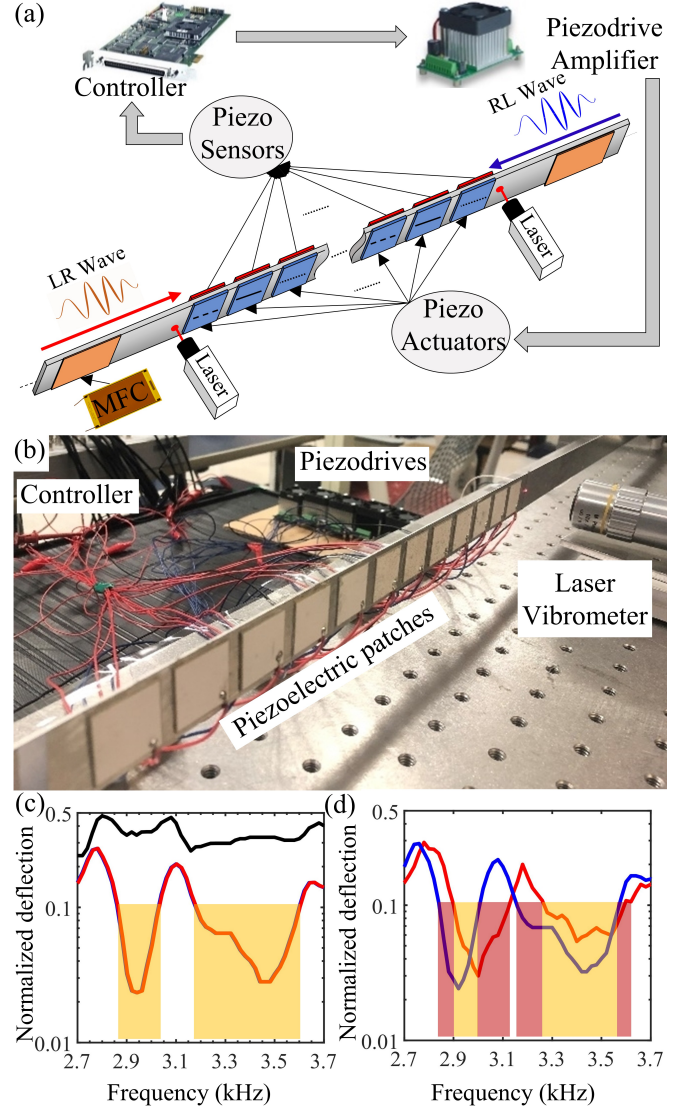 (a)
Controller
Piezodrive
Amplifier
Piezo
Sensors
RL Wave
LR Wave
Laser
Laser
Piezo
Actuators
MFC
(b)
Controller
Piezodrives
Piezoelectric patches
Laser
Vibrometer
(c)
Normalized deflection
0.5
0.1
0.01
2.7 2.9 3.1 3.3 3.5 3.7
Frequency (kHz)
(d)
Normalized deflection
0.5
0.1
0.01
2.7 2.9 3.1 3.3 3.5 3.7
Frequency (kHz)